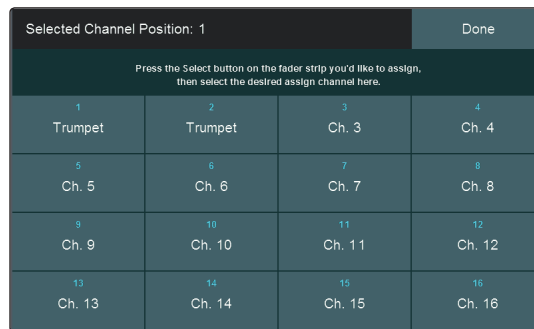 Selected Channel Position: 1
Done
Press the Select button on the fader strip you'd like to assign,
then select the desired assign channel here.
1
2
3
4
Trumpet
Trumpet
Ch. 3
Ch. 4
5
6
7
8
Ch. 5
Ch. 6
Ch. 7
Ch. 8
9
10
11
12
Ch. 9
Ch. 10
Ch. 11
Ch. 12
13
14
15
16
Ch. 13
Ch. 14
Ch. 15
Ch. 16